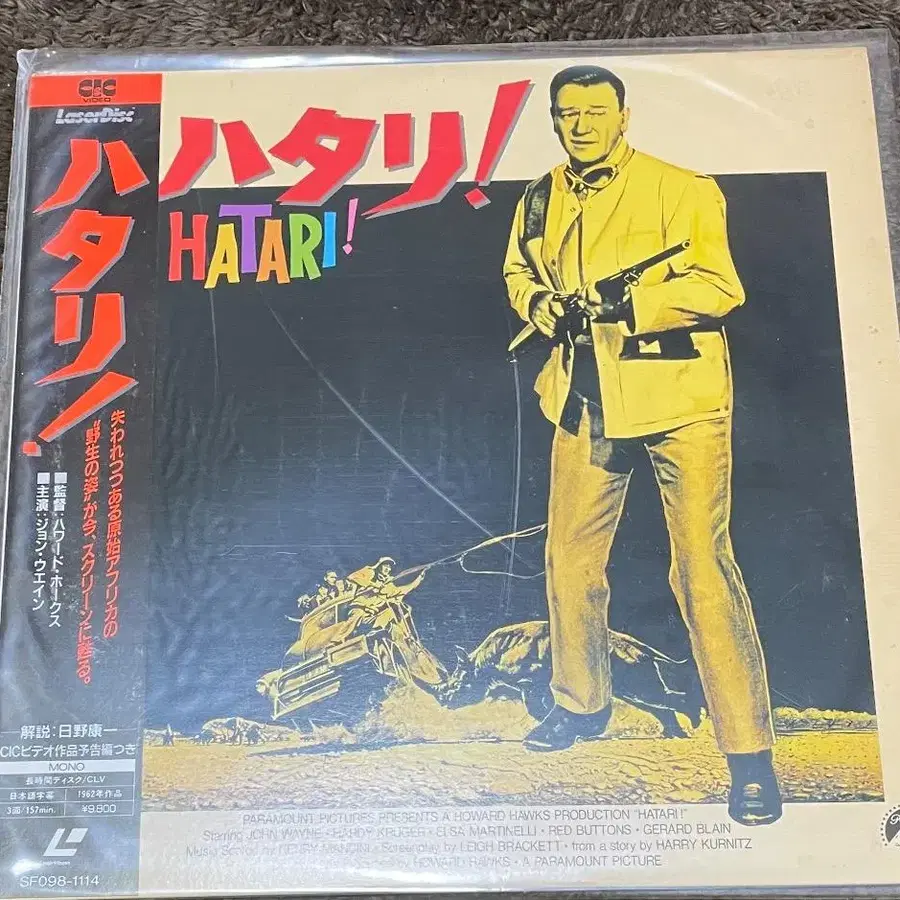 CIC
VIDEO
LaserDisc
ハタリ!
失われつつある原始アフリカの
"野生の姿"が今、スクリーンに甦る。
■監督:ハワード・ホークス
■主演:ジョン・ウエイン
解説:日野康一
CICビデオ作品予告編つき
MONO
長時間ディスク/CLV
日本語字幕 1962年作品
3面/157min. ¥9,800
SF098-1114
ハタリ!
HATARI!
PARAMOUNT PICTURES PRESENTS A HOWARD HAWKS PRODUCTION "HATARI!"
Starring JOHN WAYNE · HARDY KRUGER · ELSA MARTINELLI · RED BUTTONS · GERARD BLAIN
Music Scored by HENRY MANCINI · Screenplay by LEIGH BRACKETT · from a story by HARRY KURNITZ
by HOWARD HAWKS · A PARAMOUNT PICTURE